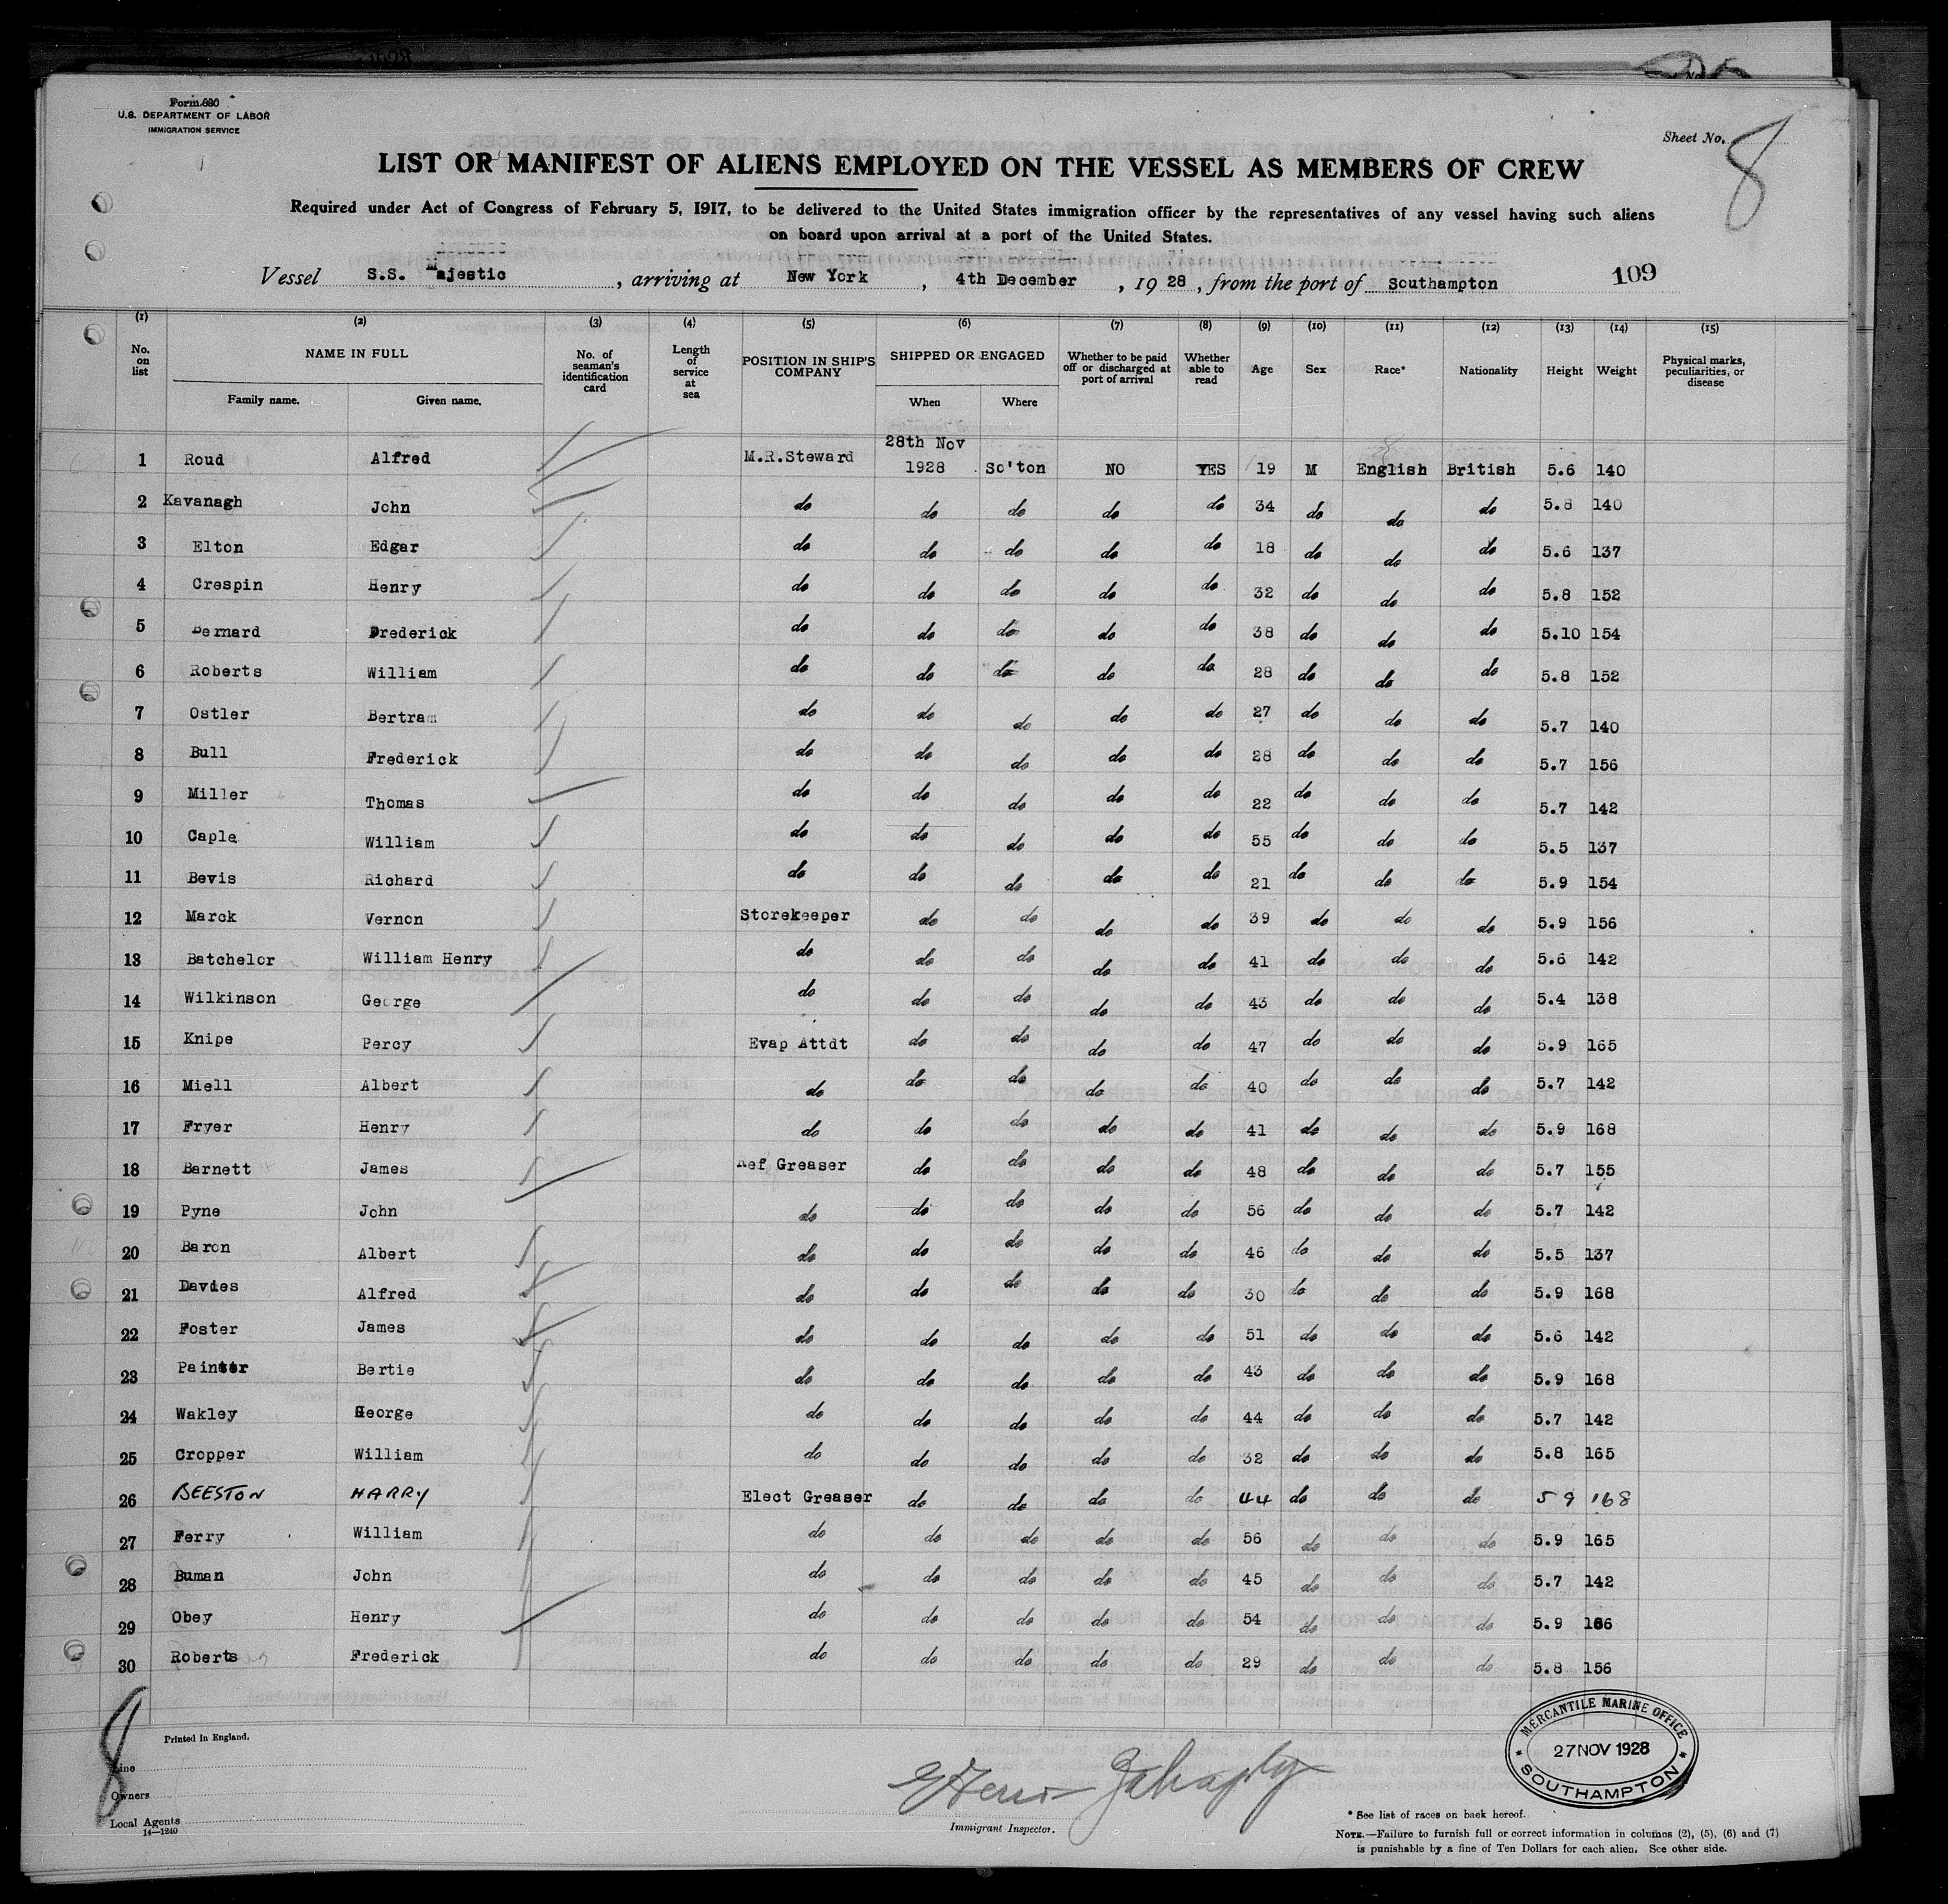 Form 680
U.S. DEPARTMENT OF LABOR
IMMIGRATION SERVICE
Sheet No. 8
LIST OR MANIFEST OF ALIENS EMPLOYED ON THE VESSEL AS MEMBERS OF CREW
Required under Act of Congress of February 5, 1917, to be delivered to the United States immigration officer by the representatives of any vessel having such aliens
on board upon arrival at a port of the United States.
Vessel S.S. Majestic, arriving at New York, 4th December, 19 28, from the port of Southampton 109
(1) (2) (3) (4) (5) (6) (7) (8) (9) (10) (11) (12) (13) (14) (15)
No. on list NAME IN FULL Family name. Given name. No. of seaman's identification card Length of service at sea POSITION IN SHIP'S COMPANY SHIPPED OR ENGAGED When Where Whether to be paid off or discharged at port of arrival Whether able to read Age Sex Race* Nationality Height Weight Physical marks, peculiarities, or disease
1 Roud Alfred M.R.Steward 28th Nov 1928 So'ton NO YES 19 M English British 5.6 140
2 Kavanagh John do do do do do 34 do do do 5.8 140
3 Elton Edgar do do do do do 18 do do do 5.6 137
4 Crespin Henry do do do do do 32 do do do 5.8 152
5 Bernard Frederick do do do do do 38 do do do 5.10 154
6 Roberts William do do do do do 28 do do do 5.8 152
7 Ostler Bertram do do do do do 27 do do do 5.7 140
8 Bull Frederick do do do do do 28 do do do 5.7 156
9 Miller Thomas do do do do do 22 do do do 5.7 142
10 Caple William do do do do do 55 do do do 5.5 137
11 Bevis Richard do do do do do 21 do do do 5.9 154
12 Marck Vernon Storekeeper do do do do 39 do do do 5.9 156
13 Batchelor William Henry do do do do do 41 do do do 5.6 142
14 Wilkinson George do do do do do 43 do do do 5.4 138
15 Knipe Percy Evap Attdt do do do do 47 do do do 5.9 165
16 Miell Albert do do do do do 40 do do do 5.7 142
17 Fryer Henry do do do do do 41 do do do 5.9 168
18 Barnett James Ref Greaser do do do do 48 do do do 5.7 155
19 Pyne John do do do do do 56 do do do 5.7 142
20 Baron Albert do do do do do 46 do do do 5.5 137
21 Davies Alfred do do do do do 30 do do do 5.9 168
22 Foster James do do do do do 51 do do do 5.6 142
23 Painter Bertie do do do do do 43 do do do 5.9 168
24 Wakley George do do do do do 44 do do do 5.7 142
25 Cropper William do do do do do 32 do do do 5.8 165
26 BEESTON HARRY Elect Greaser do do do do 44 do do do 5 9 168
27 Ferry William do do do do do 56 do do do 5.9 165
28 Buman John do do do do do 45 do do do 5.7 142
29 Obey Henry do do do do do 54 do do do 5.9 166
30 Roberts Frederick do do do do do 29 do do do 5.8 156
8
Printed in England.
Line
Owners
Local Agents
14—1240
Immigrant Inspector.
MERCANTILE MARINE OFFICE
27 NOV 1928
SOUTHAMPTON
* See list of races on back hereof.
NOTE.—Failure to furnish full or correct information in columns (2), (5), (6) and (7)
is punishable by a fine of Ten Dollars for each alien. See other side.